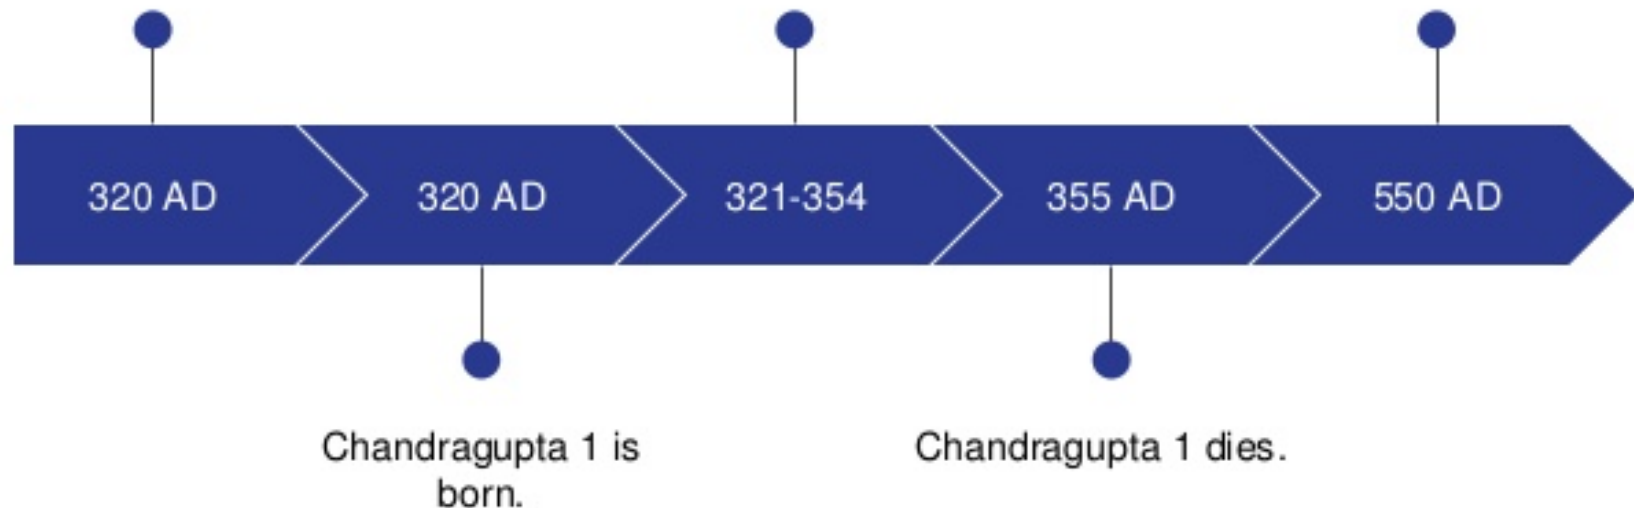 320 AD
320 AD
321-354
355 AD
550 AD
Chandragupta 1 is
born.
Chandragupta 1 dies.